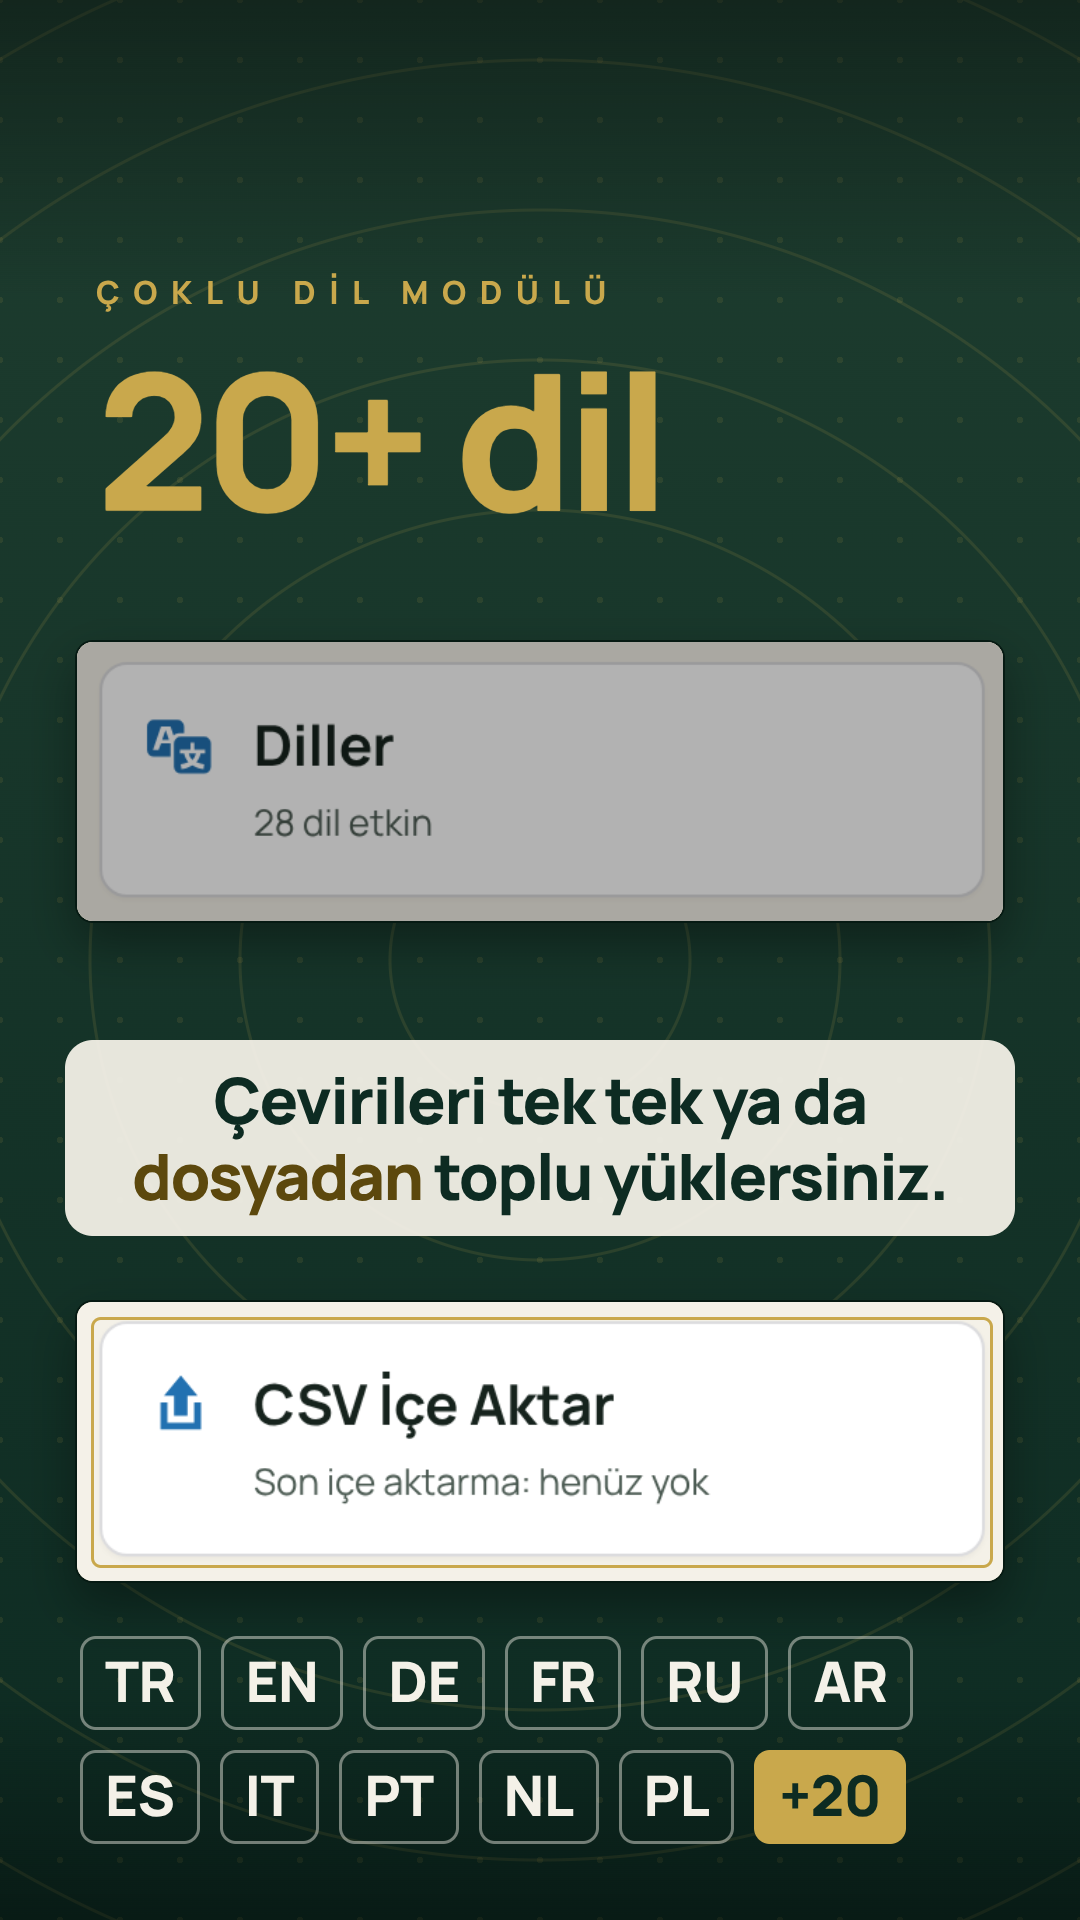 ÇOKLU DİL MODÜLÜ
20+ dil
Diller
28 dil etkin
Çevirileri tek tek ya da
dosyadan toplu yüklersiniz.
CSV İçe Aktar
Son içe aktarma: henüz yok
TR EN DE FR RU AR
ES IT PT NL PL +20